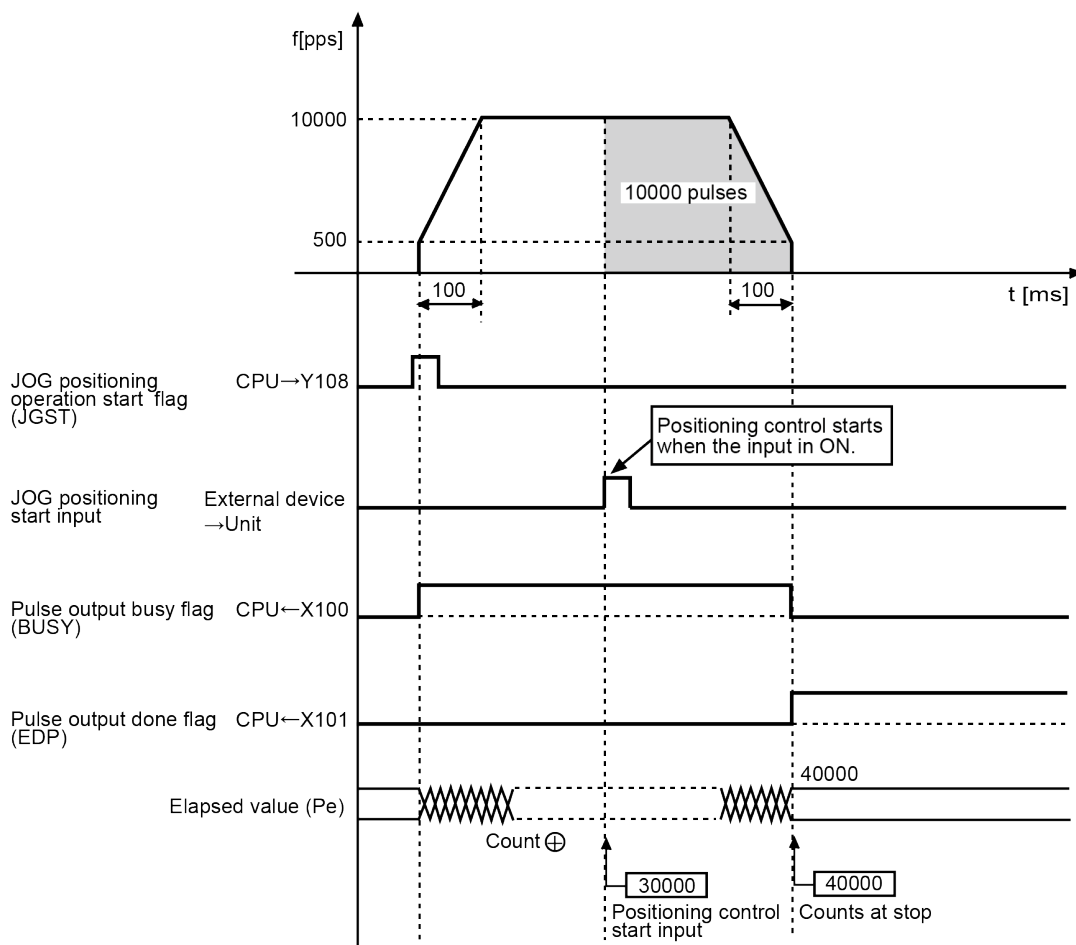 f[pps]
10000
10000 pulses
500
100
100
t [ms]
JOG positioning
operation start flag
(JGST)
CPU→Y108
Positioning control starts
when the input in ON.
JOG positioning
start input
External device
→Unit
Pulse output busy flag
(BUSY)
CPU←X100
Pulse output done flag
(EDP)
CPU←X101
40000
Elapsed value (Pe)
Count ⊕
30000
40000
Positioning control
start input
Counts at stop